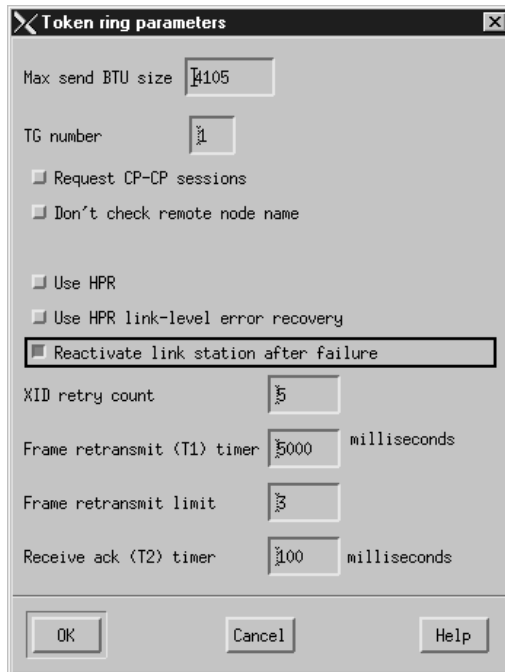 Token ring parameters
Max send BTU size 4105
TG number 1
Request CP-CP sessions
Don't check remote node name
Use HPR
Use HPR link-level error recovery
Reactivate link station after failure
XID retry count 5
Frame retransmit (T1) timer 5000 milliseconds
Frame retransmit limit 3
Receive ack (T2) timer 100 milliseconds
OK Cancel Help